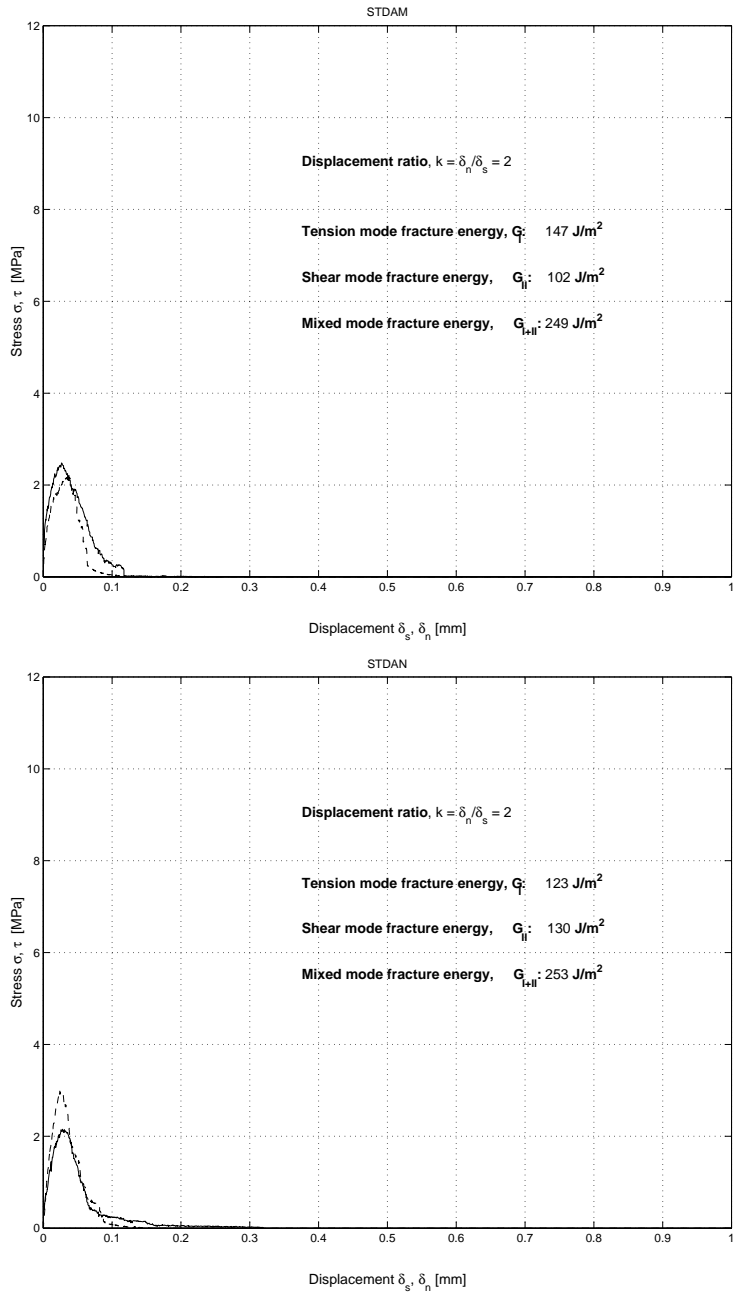 STDAM
12
10
8
6
4
2
0
Stress σ, τ [MPa]
Displacement ratio, k = δn/δs = 2
Tension mode fracture energy, GI: 147 J/m²
Shear mode fracture energy, GII: 102 J/m²
Mixed mode fracture energy, GI+II: 249 J/m²
0 0.1 0.2 0.3 0.4 0.5 0.6 0.7 0.8 0.9 1
Displacement δs, δn [mm]
STDAN
12
10
8
6
4
2
0
Stress σ, τ [MPa]
Displacement ratio, k = δn/δs = 2
Tension mode fracture energy, GI: 123 J/m²
Shear mode fracture energy, GII: 130 J/m²
Mixed mode fracture energy, GI+II: 253 J/m²
0 0.1 0.2 0.3 0.4 0.5 0.6 0.7 0.8 0.9 1
Displacement δs, δn [mm]